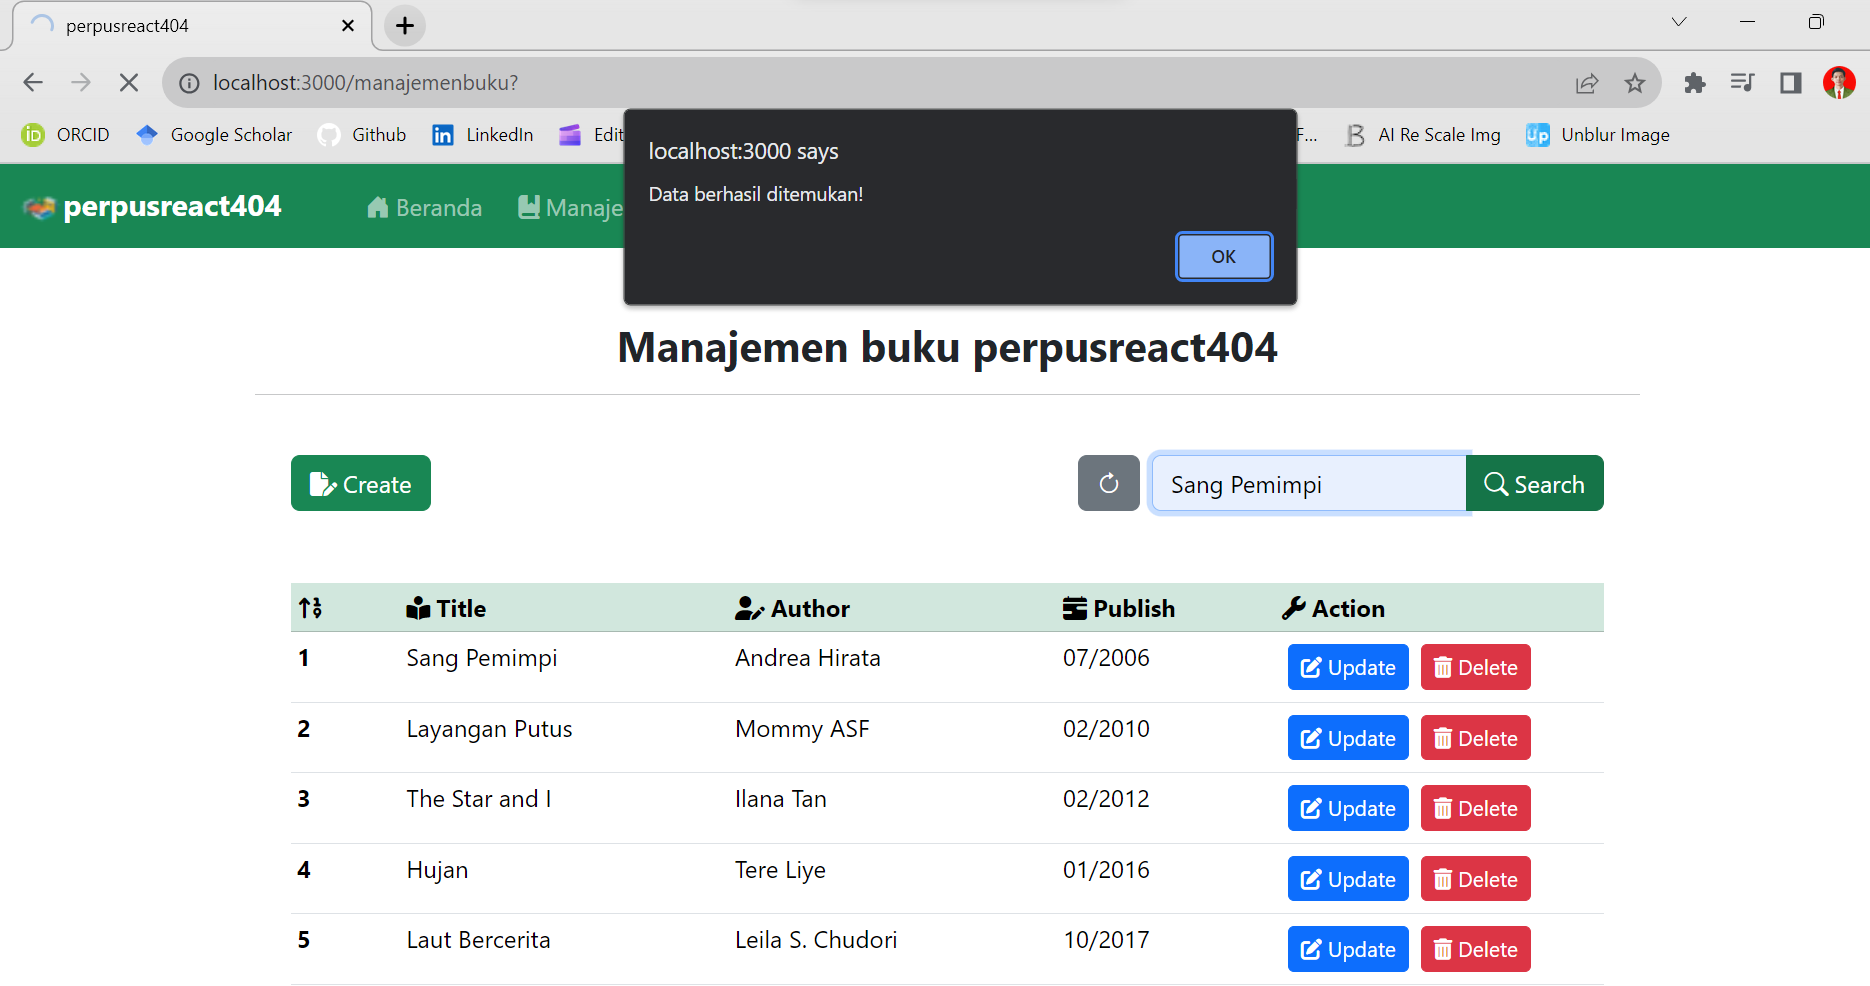 perpusreact404
localhost:3000/manajemenbuku?
ORCID Google Scholar Github LinkedIn Edit F... AI Re Scale Img Unblur Image
localhost:3000 says
Data berhasil ditemukan!
OK
perpusreact404 Beranda Manaje
Manajemen buku perpusreact404
Create Sang Pemimpi Search
Title Author Publish Action
1 Sang Pemimpi Andrea Hirata 07/2006 Update Delete
2 Layangan Putus Mommy ASF 02/2010 Update Delete
3 The Star and I Ilana Tan 02/2012 Update Delete
4 Hujan Tere Liye 01/2016 Update Delete
5 Laut Bercerita Leila S. Chudori 10/2017 Update Delete